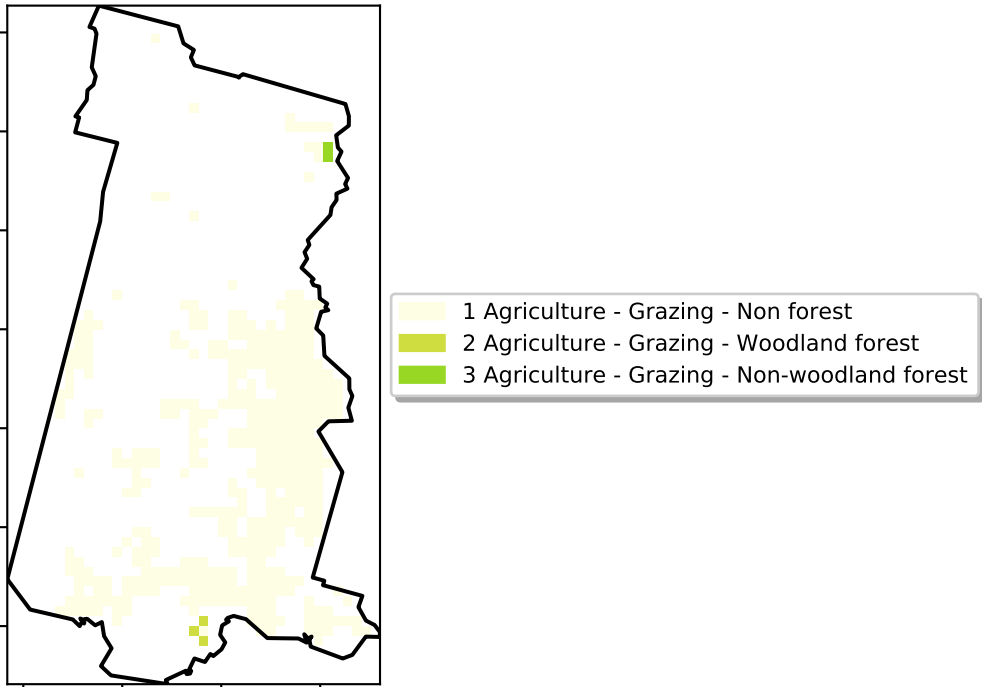 1 Agriculture - Grazing - Non forest
2 Agriculture - Grazing - Woodland forest
3 Agriculture - Grazing - Non-woodland forest